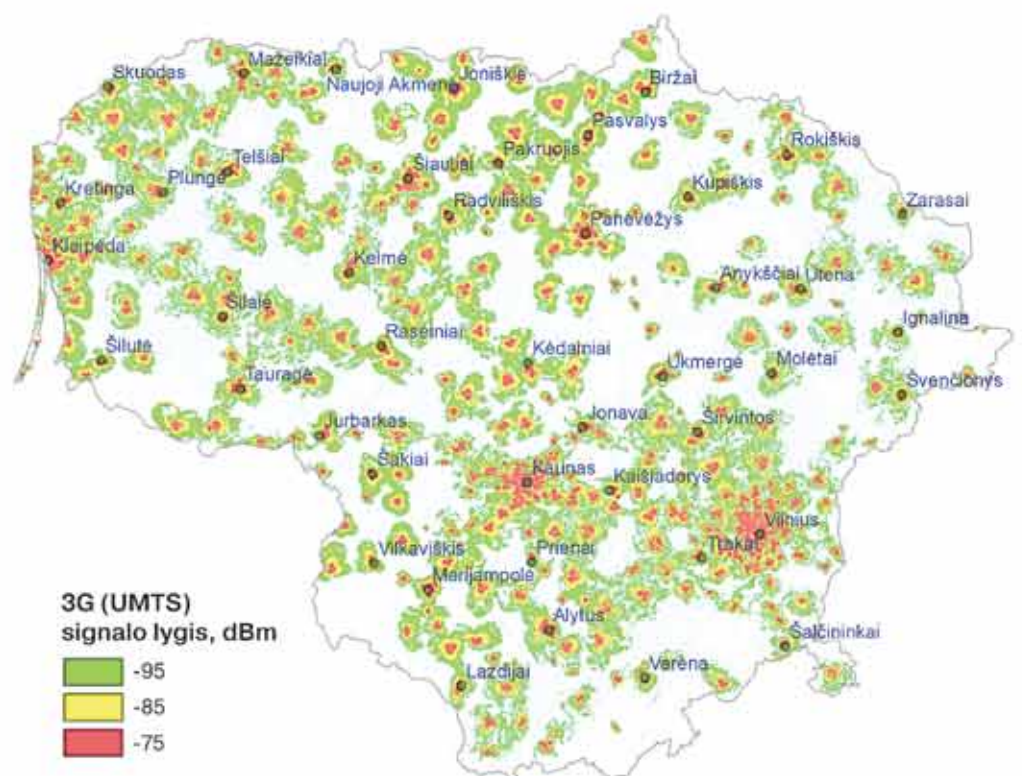 Skuodas
Mažeikiai
Naujoji Akmenė
Joniškis
Biržai
Pasvalys
Rokiškis
Pakruojis
Telšiai
Šiauliai
Plungė
Kretinga
Radviliškis
Kupiškis
Zarasai
Panevėžys
Klaipėda
Kelmė
Anykščiai
Utena
Šilalė
Ignalina
Raseiniai
Šilutė
Kėdainiai
Ukmergė
Molėtai
Švenčionys
Tauragė
Jurbarkas
Jonava
Širvintos
Šakiai
Kaunas
Kaišiadorys
Vilnius
Vilkaviškis
Prienai
Trakai
Marijampolė
Alytus
Šalčininkai
Lazdijai
Varėna
3G (UMTS)
signalo lygis, dBm
-95
-85
-75